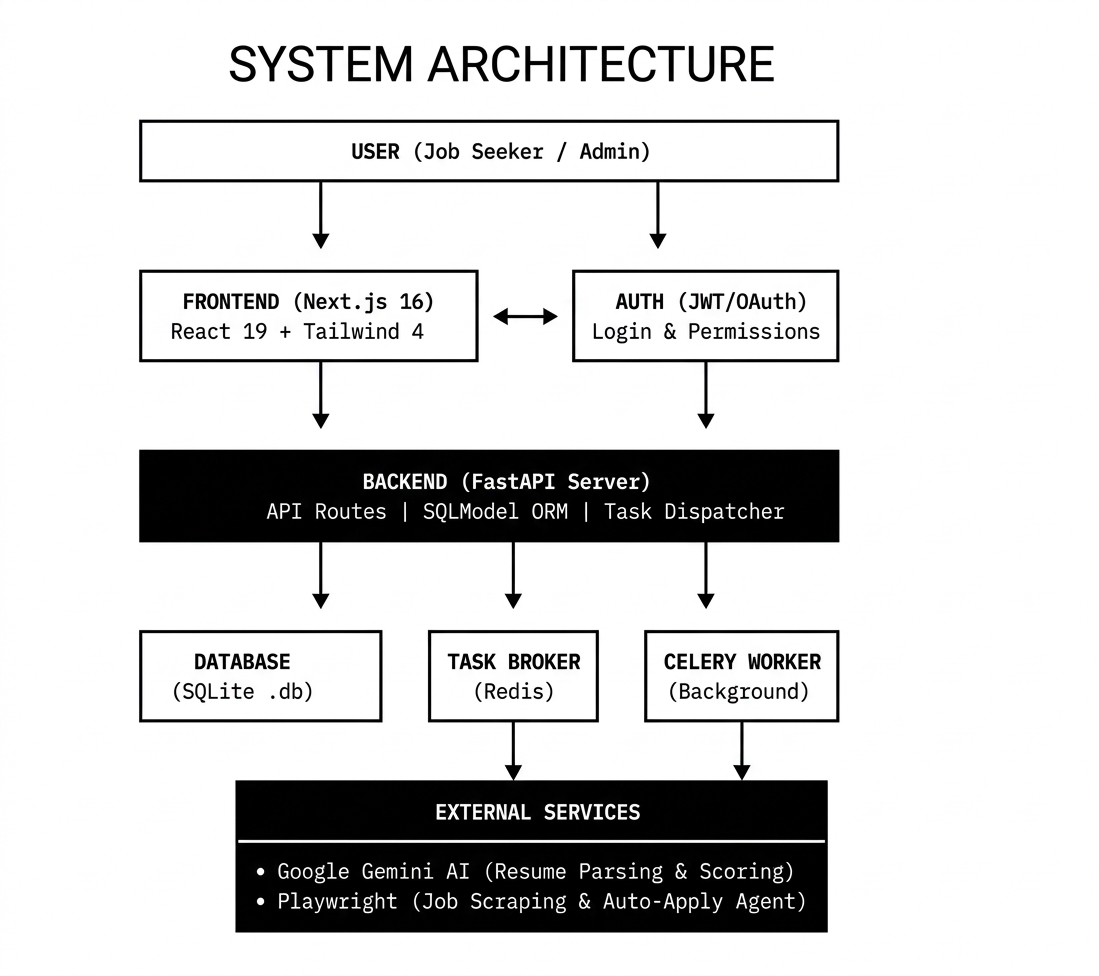 SYSTEM ARCHITECTURE
USER (Job Seeker / Admin)
FRONTEND (Next.js 16)
React 19 + Tailwind 4
AUTH (JWT/OAuth)
Login & Permissions
BACKEND (FastAPI Server)
API Routes | SQLModel ORM | Task Dispatcher
DATABASE
(SQLite .db)
TASK BROKER
(Redis)
CELERY WORKER
(Background)
EXTERNAL SERVICES
• Google Gemini AI (Resume Parsing & Scoring)
• Playwright (Job Scraping & Auto-Apply Agent)